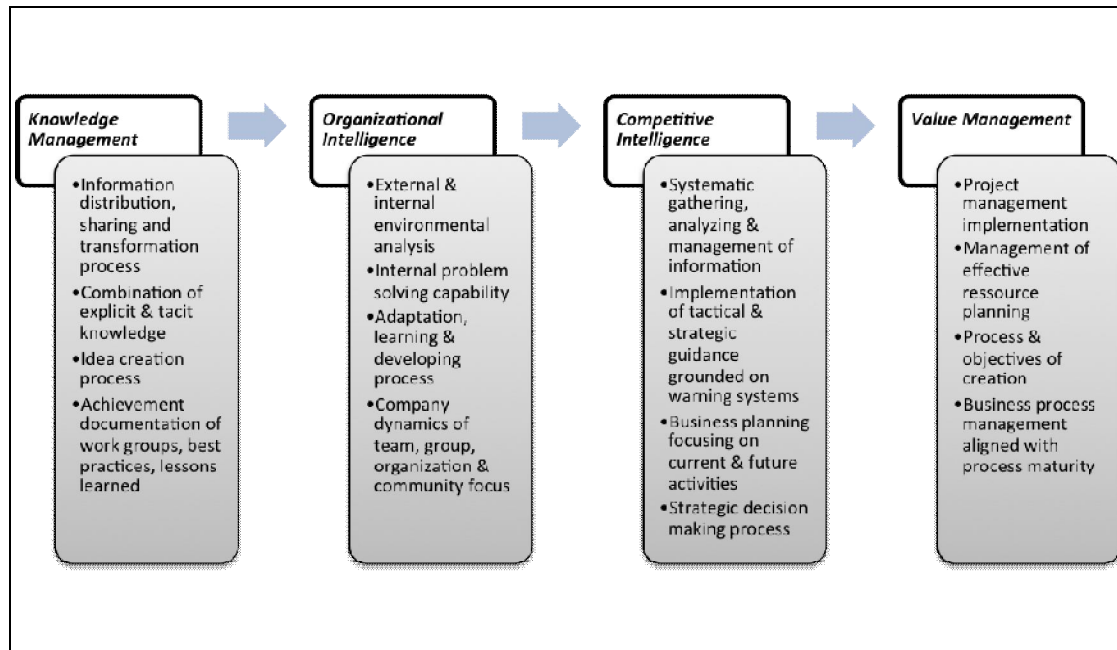 Knowledge
Management
•Information
distribution,
sharing and
transformation
process
•Combination of
explicit & tacit
knowledge
•Idea creation
process
•Achievement
documentation of
work groups, best
practices, lessons
learned
Organizational
Intelligence
•External &
internal
environmental
analysis
•Internal problem
solving capability
•Adaptation,
learning &
developing
process
•Company
dynamics of
team, group,
organization &
community focus
Competitive
Intelligence
•Systematic
gathering,
analyzing &
management of
information
•Implementation
of tactical &
strategic
guidance
grounded on
warning systems
•Business planning
focusing on
current & future
activities
•Strategic decision
making process
Value Management
•Project
management
implementation
•Management of
effective
ressource
planning
•Process &
objectives of
creation
•Business process
management
aligned with
process maturity